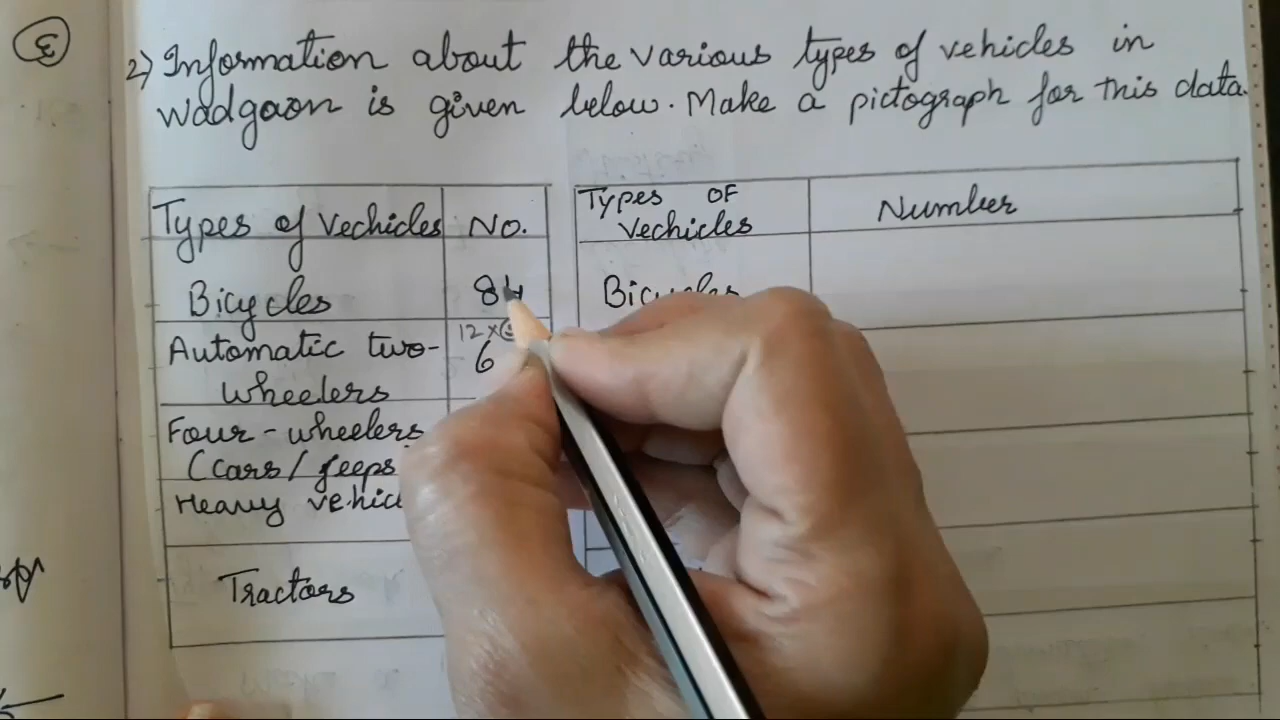 2) Information about the various types of vehicles in
Wadgaon is given below. Make a pictograph for this data.
Types of Vechicles No.
Bicycles 84
12 x
Automatic two- 6
wheelers
Four-wheelers
(cars/jeeps
Heavy vehic
Tractors
Types OF Number
Vechicles
Bicycles